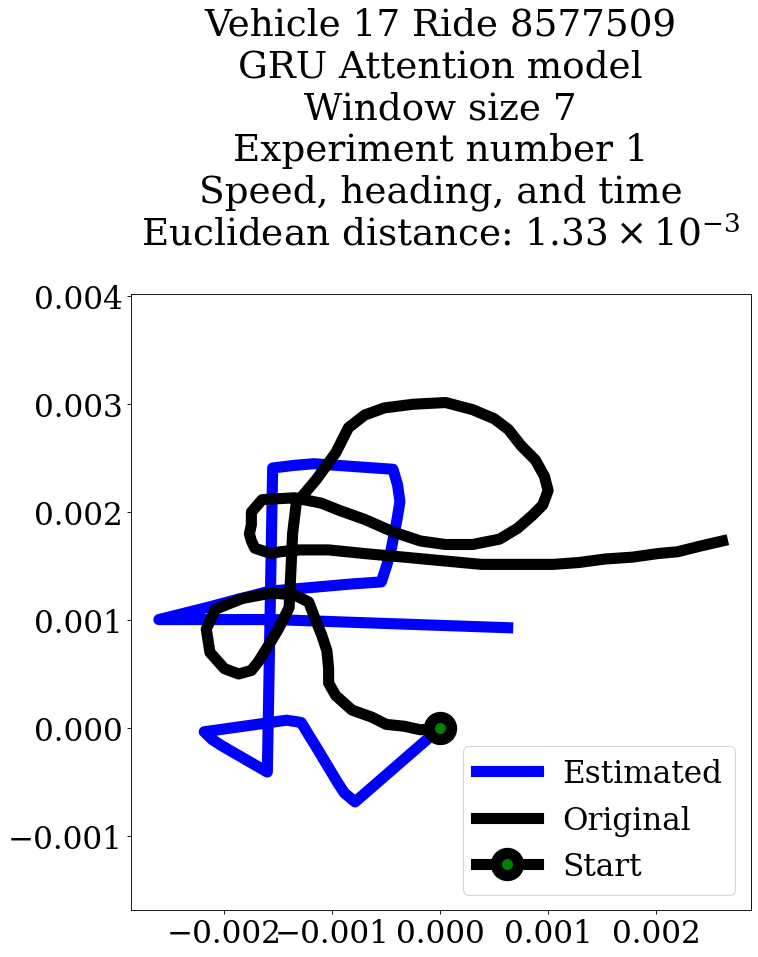 Vehicle 17 Ride 8577509
GRU Attention model
Window size 7
Experiment number 1
Speed, heading, and time
Euclidean distance: 1.33 × 10⁻³
0.004
0.003
0.002
0.001
0.000
−0.001
Estimated
Original
Start
−0.002 −0.001 0.000 0.001 0.002